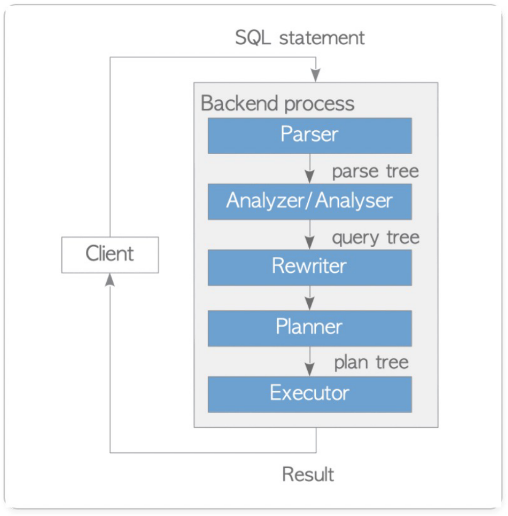 SQL statement
Backend process
Parser
parse tree
Analyzer/Analyser
query tree
Client
Rewriter
Planner
plan tree
Executor
Result